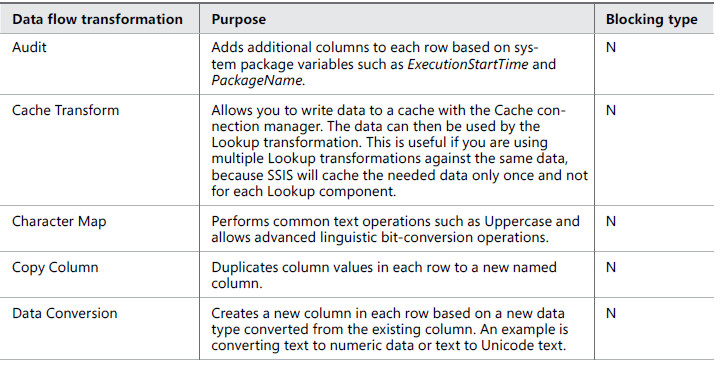 Data flow transformation Purpose Blocking type
Audit Adds additional columns to each row based on sys- N
tem package variables such as ExecutionStartTime and
PackageName.
Cache Transform Allows you to write data to a cache with the Cache con- N
nection manager. The data can then be used by the
Lookup transformation. This is useful if you are using
multiple Lookup transformations against the same data,
because SSIS will cache the needed data only once and not
for each Lookup component.
Character Map Performs common text operations such as Uppercase and N
allows advanced linguistic bit-conversion operations.
Copy Column Duplicates column values in each row to a new named N
column.
Data Conversion Creates a new column in each row based on a new data N
type converted from the existing column. An example is
converting text to numeric data or text to Unicode text.